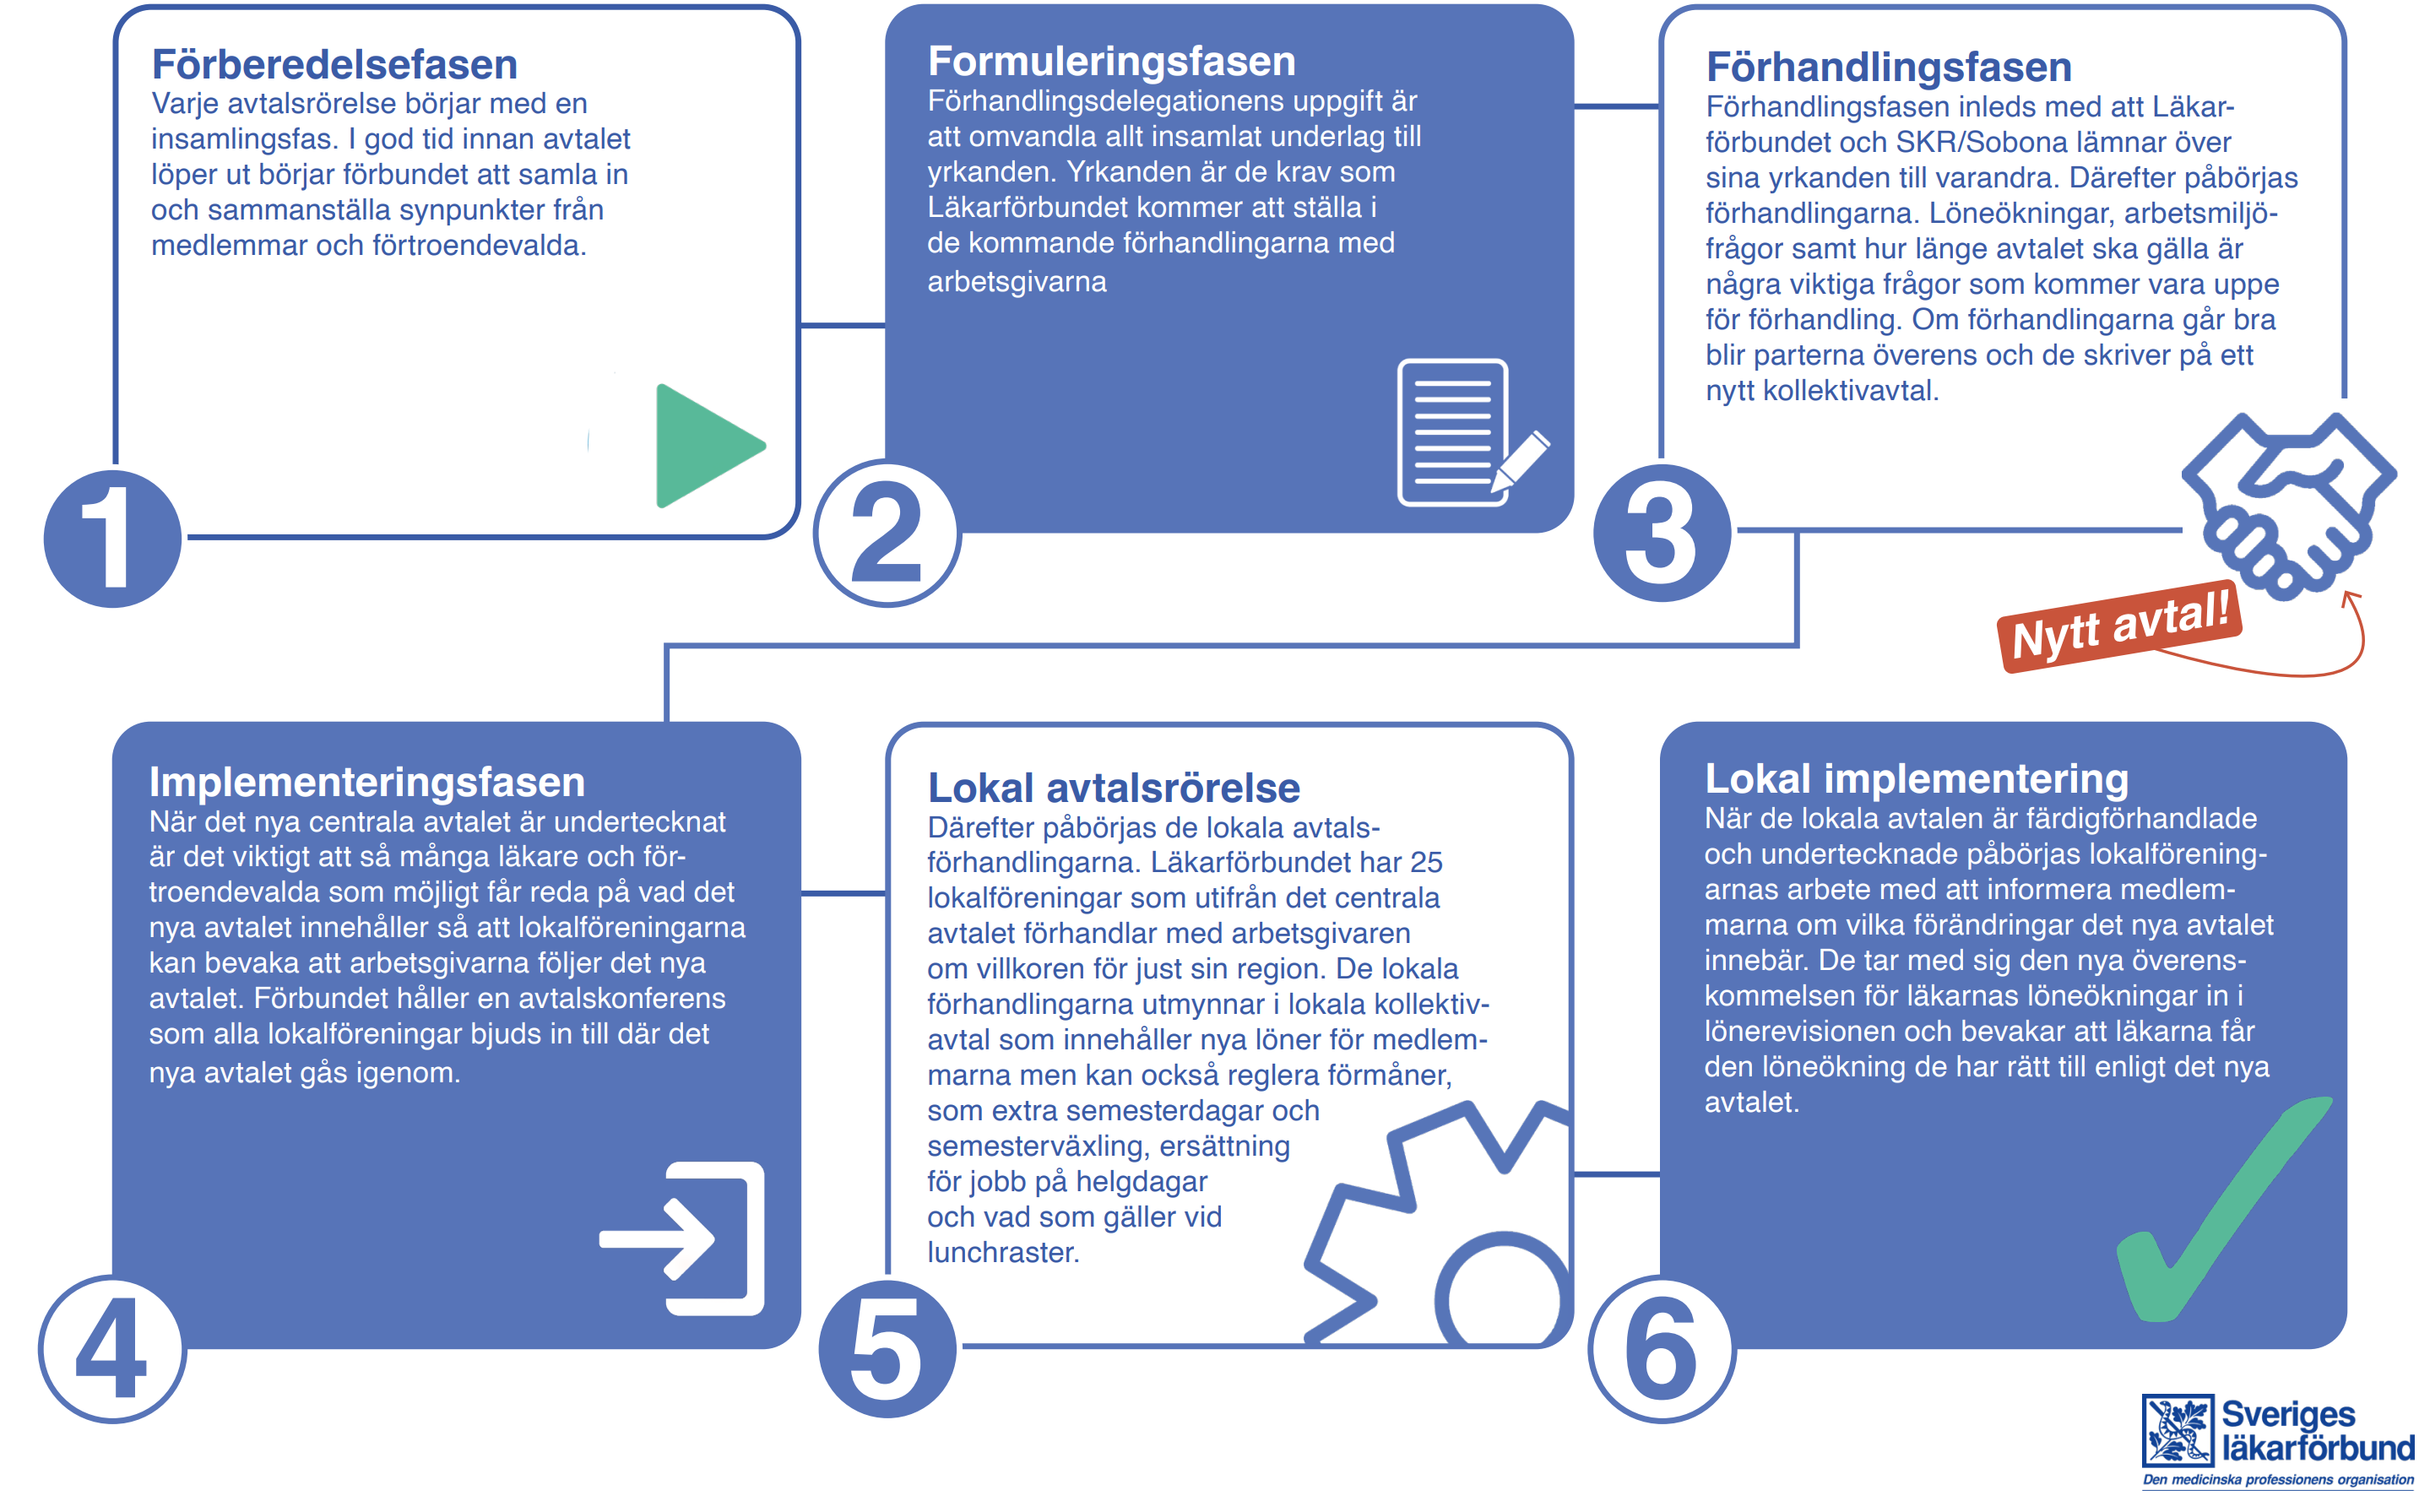 Förberedelsefasen
Varje avtalsrörelse börjar med en
insamlingsfas. I god tid innan avtalet
löper ut börjar förbundet att samla in
och sammanställa synpunkter från
medlemmar och förtroendevalda.
1
Formuleringsfasen
Förhandlingsdelegationens uppgift är
att omvandla allt insamlat underlag till
yrkanden. Yrkanden är de krav som
Läkarförbundet kommer att ställa i
de kommande förhandlingarna med
arbetsgivarna
2
Förhandlingsfasen
Förhandlingsfasen inleds med att Läkar-
förbundet och SKR/Sobona lämnar över
sina yrkanden till varandra. Därefter påbörjas
förhandlingarna. Löneökningar, arbetsmiljö-
frågor samt hur länge avtalet ska gälla är
några viktiga frågor som kommer vara uppe
för förhandling. Om förhandlingarna går bra
blir parterna överens och de skriver på ett
nytt kollektivavtal.
3
Nytt avtal!
Implementeringsfasen
När det nya centrala avtalet är undertecknat
är det viktigt att så många läkare och för-
troendevalda som möjligt får reda på vad det
nya avtalet innehåller så att lokalföreningarna
kan bevaka att arbetsgivarna följer det nya
avtalet. Förbundet håller en avtalskonferens
som alla lokalföreningar bjuds in till där det
nya avtalet gås igenom.
4
Lokal avtalsrörelse
Därefter påbörjas de lokala avtals-
förhandlingarna. Läkarförbundet har 25
lokalföreningar som utifrån det centrala
avtalet förhandlar med arbetsgivaren
om villkoren för just sin region. De lokala
förhandlingarna utmynnar i lokala kollektiv-
avtal som innehåller nya löner för medlem-
marna men kan också reglera förmåner,
som extra semesterdagar och
semesterväxling, ersättning
för jobb på helgdagar
och vad som gäller vid
lunchraster.
5
Lokal implementering
När de lokala avtalen är färdigförhandlade
och undertecknade påbörjas lokalförening-
arnas arbete med att informera medlem-
marna om vilka förändringar det nya avtalet
innebär. De tar med sig den nya överens-
kommelsen för läkarnas löneökningar in i
lönerevisionen och bevakar att läkarna får
den löneökning de har rätt till enligt det nya
avtalet.
6
Sveriges
läkarförbund
Den medicinska professionens organisation